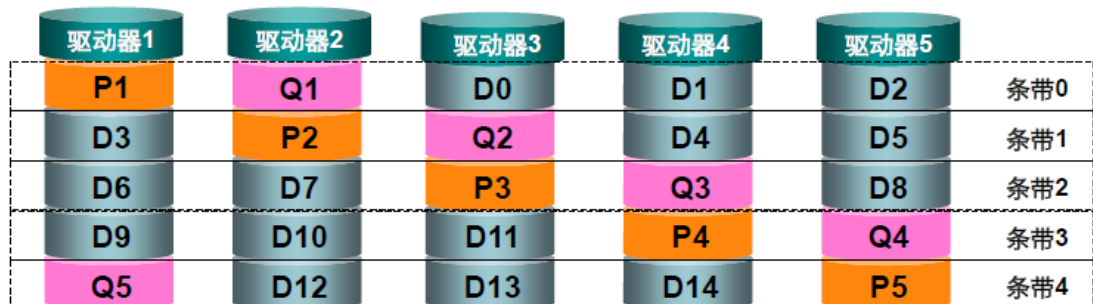 驱动器1 驱动器2 驱动器3 驱动器4 驱动器5
P1 Q1 D0 D1 D2 条带0
D3 P2 Q2 D4 D5 条带1
D6 D7 P3 Q3 D8 条带2
D9 D10 D11 P4 Q4 条带3
Q5 D12 D13 D14 P5 条带4